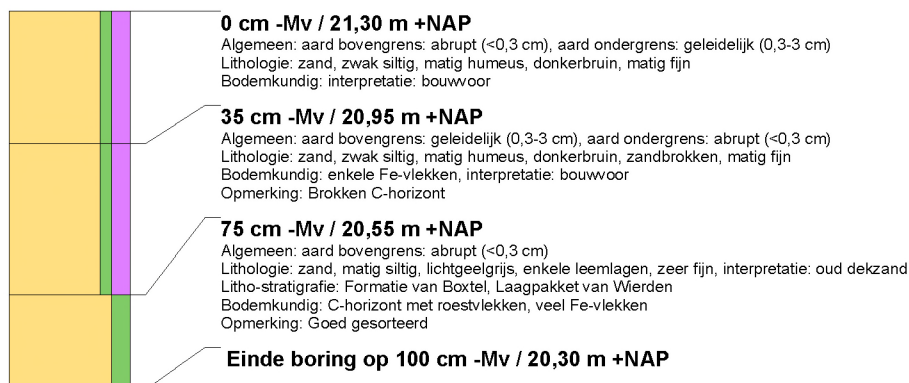 0 cm -Mv / 21,30 m +NAP
Algemeen: aard bovengrens: abrupt (<0,3 cm), aard ondergrens: geleidelijk (0,3-3 cm)
Lithologie: zand, zwak siltig, matig humeus, donkerbruin, matig fijn
Bodemkundig: interpretatie: bouwvoor
35 cm -Mv / 20,95 m +NAP
Algemeen: aard bovengrens: geleidelijk (0,3-3 cm), aard ondergrens: abrupt (<0,3 cm)
Lithologie: zand, zwak siltig, matig humeus, donkerbruin, zandbrokken, matig fijn
Bodemkundig: enkele Fe-vlekken, interpretatie: bouwvoor
Opmerking: Brokken C-horizont
75 cm -Mv / 20,55 m +NAP
Algemeen: aard bovengrens: abrupt (<0,3 cm)
Lithologie: zand, matig siltig, lichtgeelgrijs, enkele leemlagen, zeer fijn, interpretatie: oud dekzand
Litho-stratigrafie: Formatie van Boxtel, Laagpakket van Wierden
Bodemkundig: C-horizont met roestvlekken, veel Fe-vlekken
Opmerking: Goed gesorteerd
Einde boring op 100 cm -Mv / 20,30 m +NAP